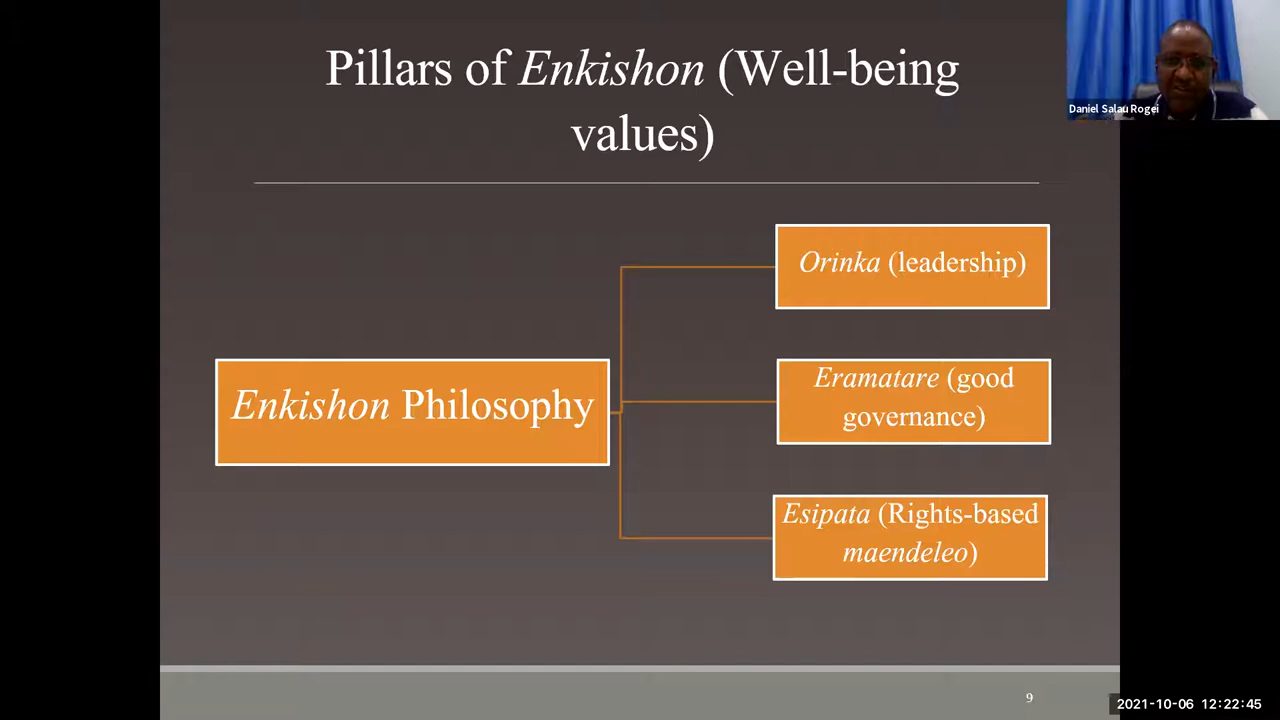 Pillars of Enkishon (Well-being
values)
Daniel Salau Rogei
Orinka (leadership)
Enkishon Philosophy
Eramatare (good
governance)
Esipata (Rights-based
maendeleo)
9
2021-10-06 12:22:45